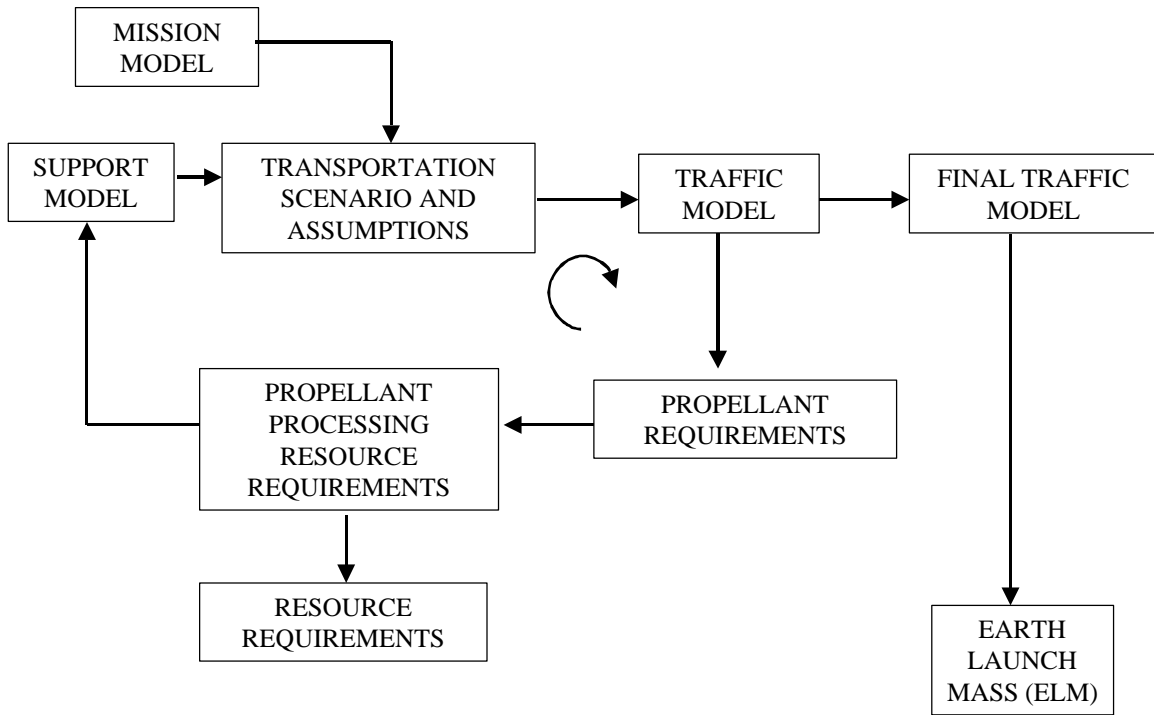 MISSION
MODEL
SUPPORT
MODEL
TRANSPORTATION
SCENARIO AND
ASSUMPTIONS
TRAFFIC
MODEL
FINAL TRAFFIC
MODEL
PROPELLANT
PROCESSING
RESOURCE
REQUIREMENTS
PROPELLANT
REQUIREMENTS
RESOURCE
REQUIREMENTS
EARTH
LAUNCH
MASS (ELM)